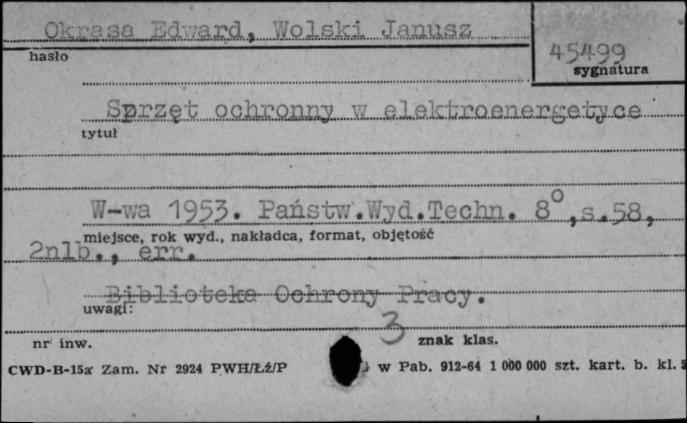 Okrasa Edward, Wolski Janusz
hasło
45499
sygnatura
Sprzęt ochronny w elektroenergetyce
tytuł
W-wa 1953. Państw.Wyd.Techn. 8°,s.58,
miejsce, rok wyd., nakładca, format, objętość
2nlb., err.
Biblioteka Ochrony Pracy.
uwagi:
3
nr inw.
znak klas.
CWD-B-15a Zam. Nr 2924 PWH/Łź/P
w Pab. 912-64 1 000 000 szt. kart. b. kl. 5